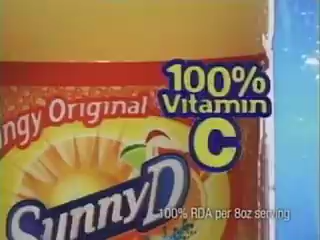 100%
Vitamin
C
ngy Original
SunnyD
100% RDA per 8oz serving